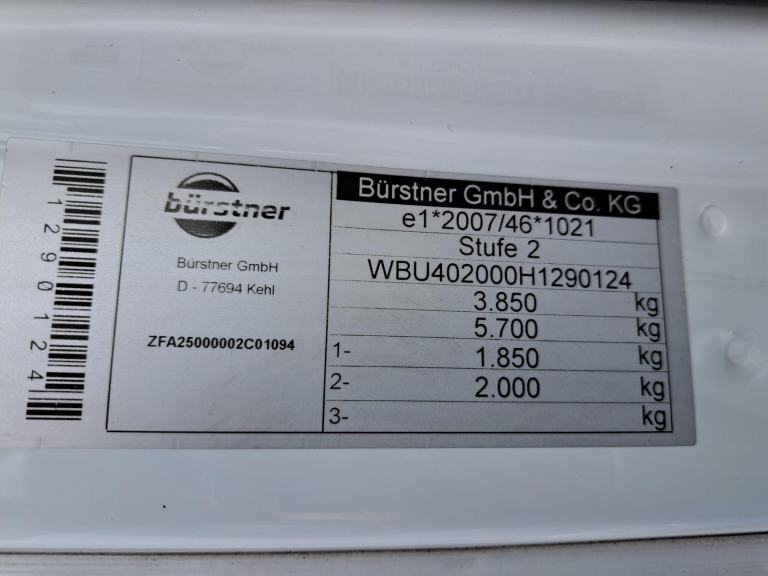 1290124
bürstner
Bürstner GmbH
D - 77694 Kehl
ZFA25000002C01094
Bürstner GmbH & Co. KG
e1*2007/46*1021
Stufe 2
WBU402000H1290124
3.850 kg
5.700 kg
1- 1.850 kg
2- 2.000 kg
3- kg